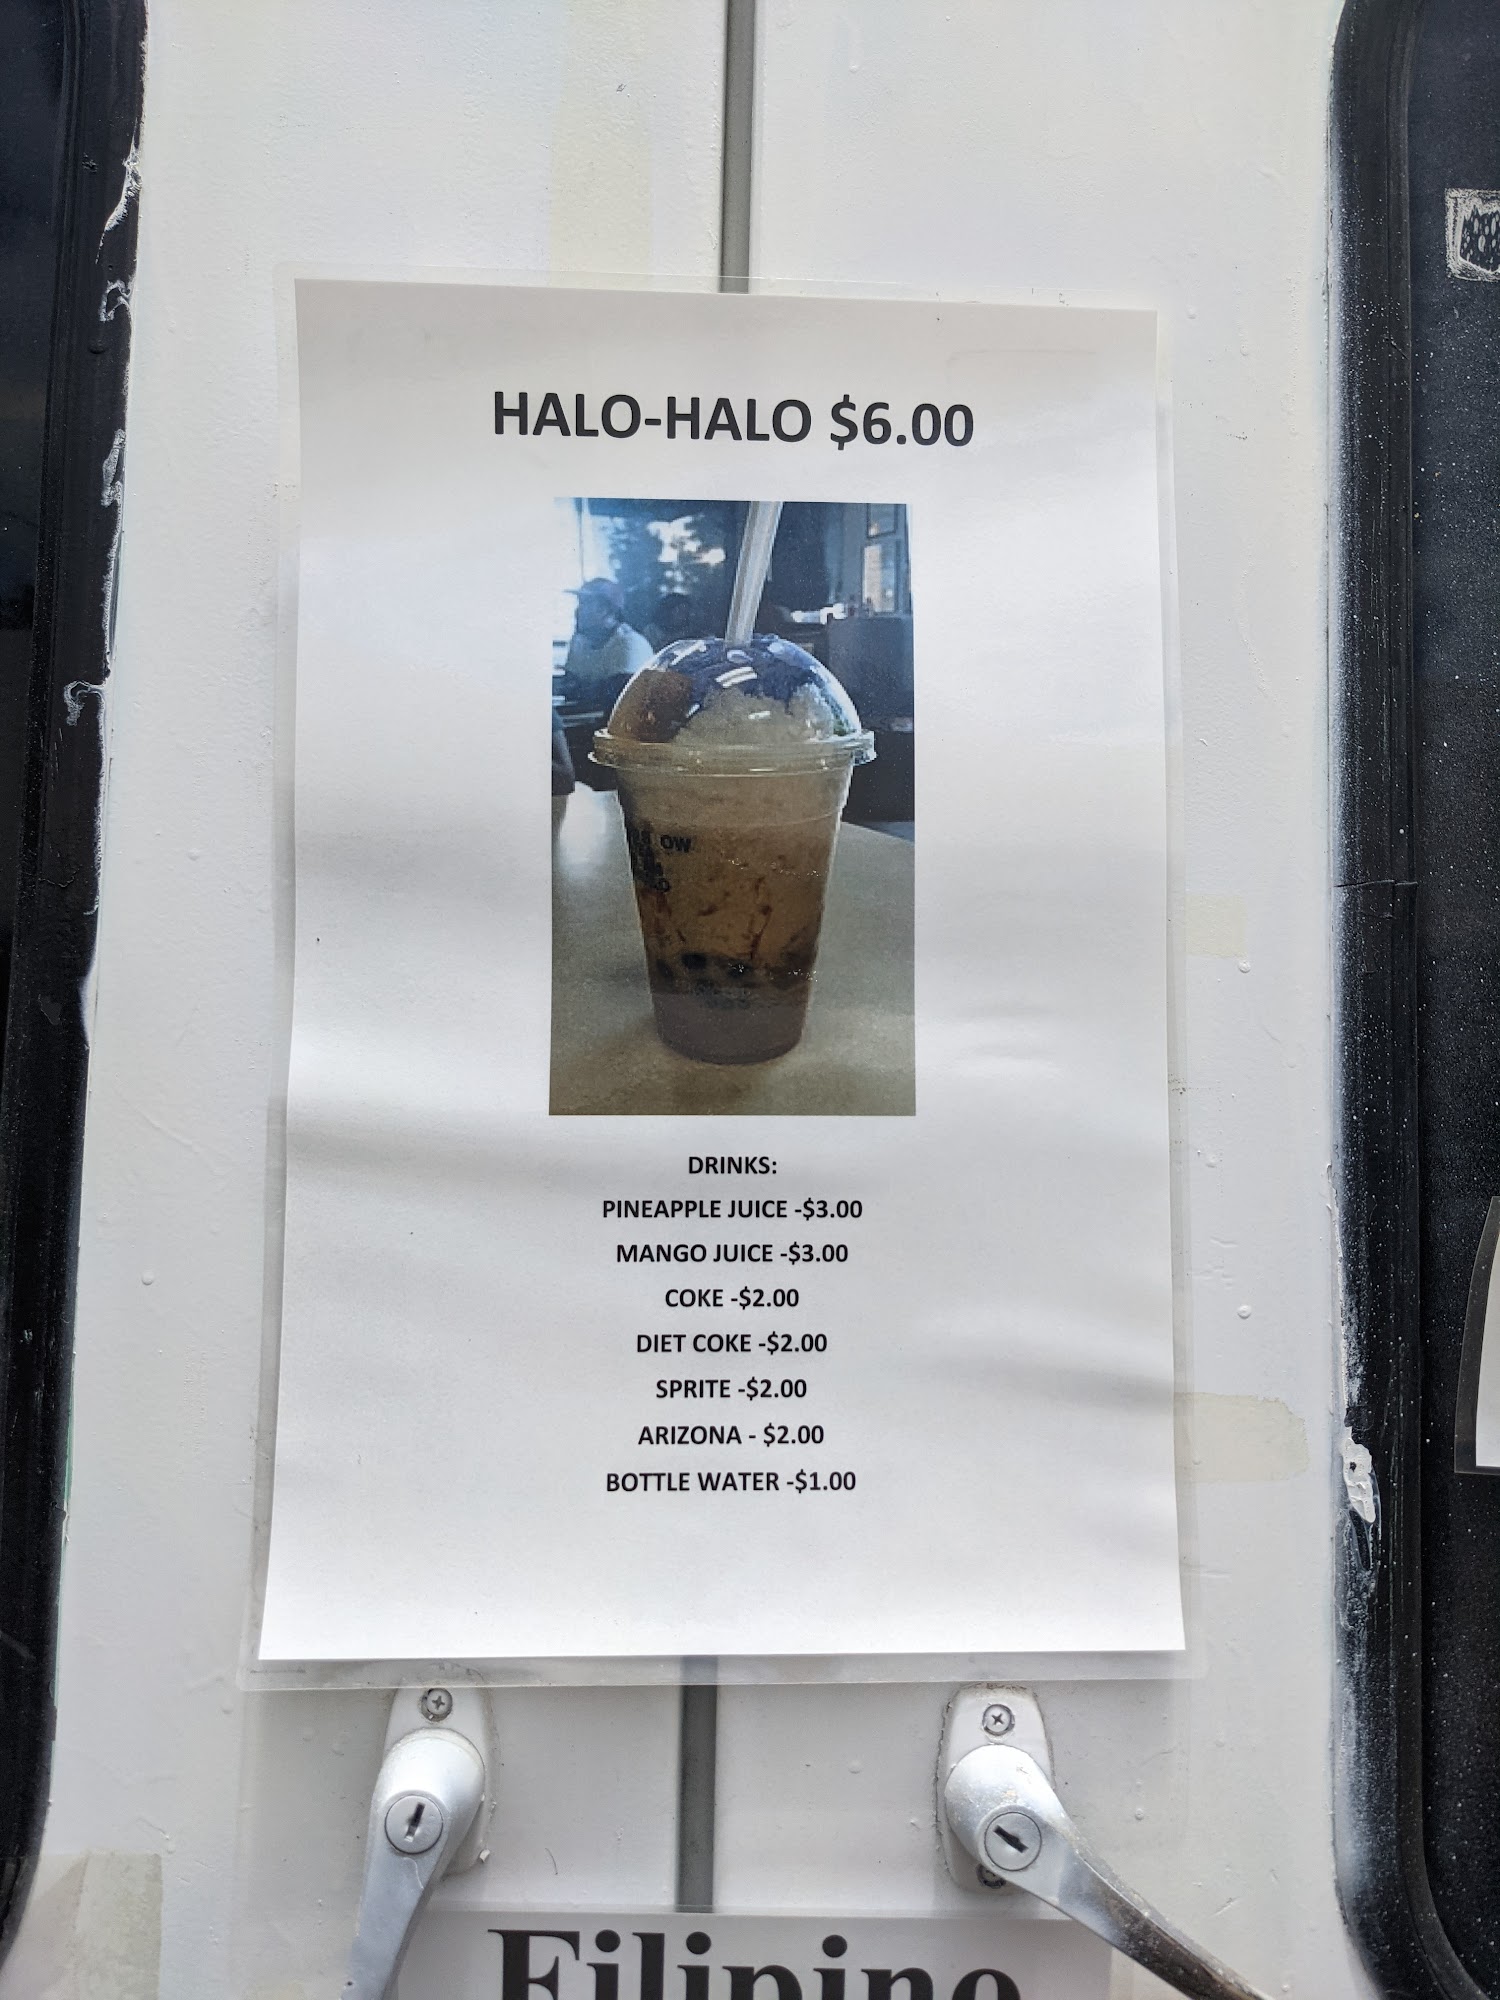 HALO-HALO $6.00
OW
DRINKS:
PINEAPPLE JUICE -$3.00
MANGO JUICE -$3.00
COKE -$2.00
DIET COKE -$2.00
SPRITE -$2.00
ARIZONA - $2.00
BOTTLE WATER -$1.00
Filipino